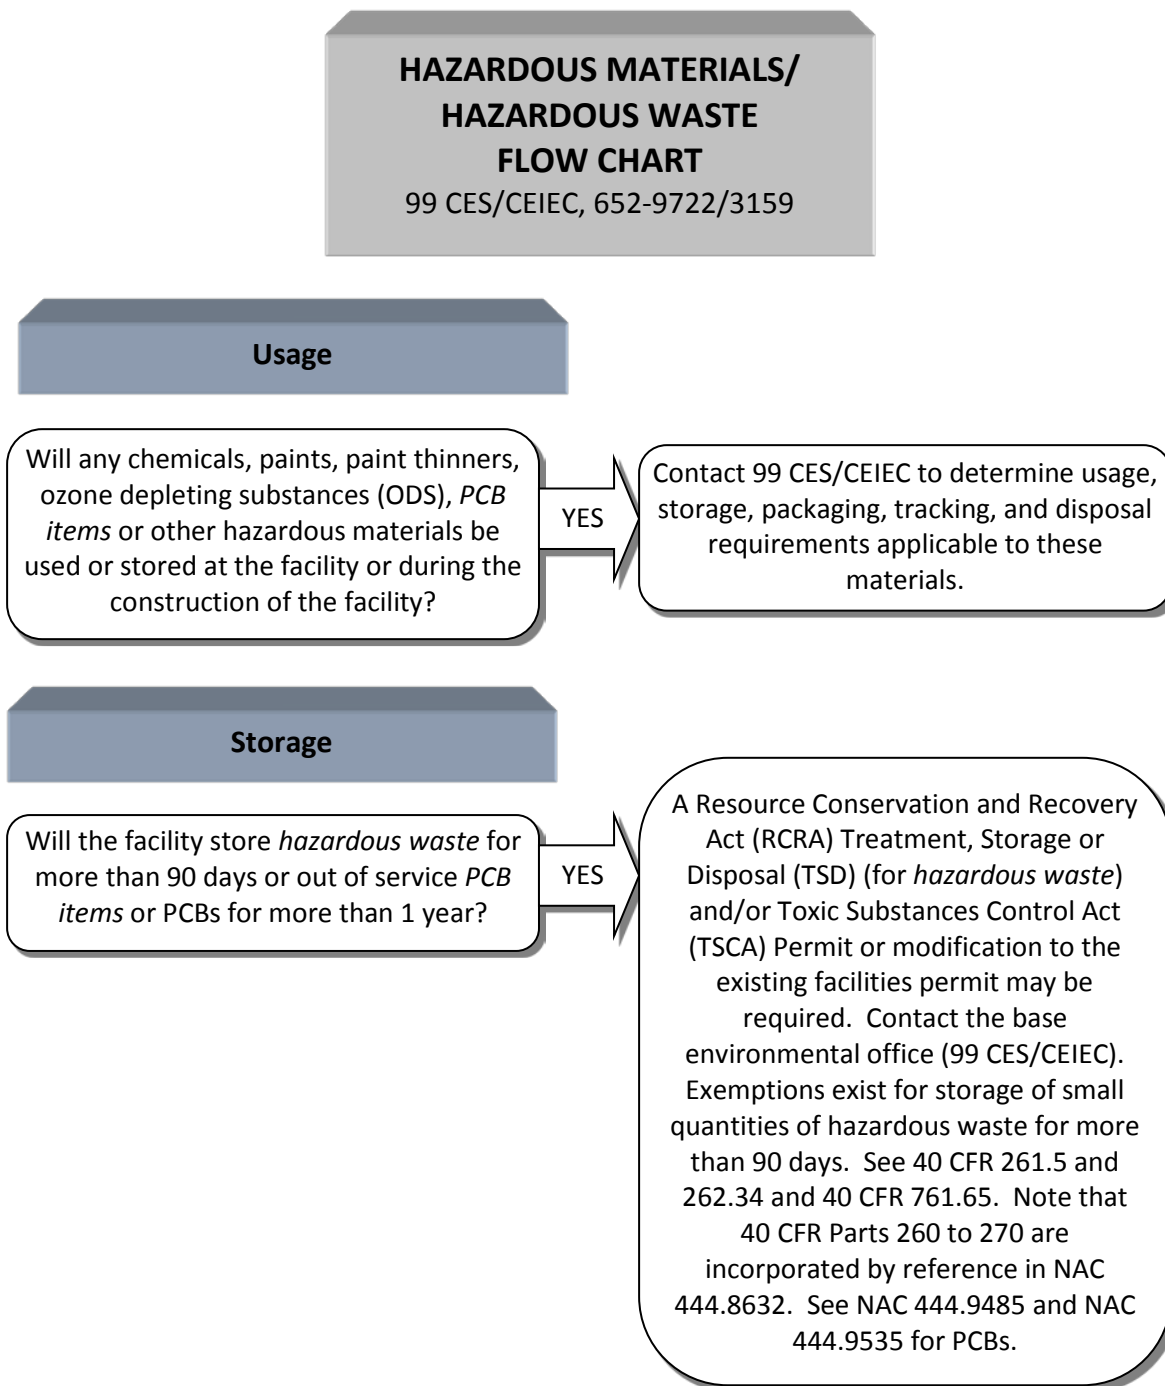 HAZARDOUS MATERIALS/
HAZARDOUS WASTE
FLOW CHART
99 CES/CEIEC, 652-9722/3159
Usage
Will any chemicals, paints, paint thinners,
ozone depleting substances (ODS), PCB
items or other hazardous materials be
used or stored at the facility or during the
construction of the facility?
YES
Contact 99 CES/CEIEC to determine usage,
storage, packaging, tracking, and disposal
requirements applicable to these
materials.
Storage
Will the facility store hazardous waste for
more than 90 days or out of service PCB
items or PCBs for more than 1 year?
YES
A Resource Conservation and Recovery
Act (RCRA) Treatment, Storage or
Disposal (TSD) (for hazardous waste)
and/or Toxic Substances Control Act
(TSCA) Permit or modification to the
existing facilities permit may be
required.  Contact the base
environmental office (99 CES/CEIEC).
Exemptions exist for storage of small
quantities of hazardous waste for more
than 90 days.  See 40 CFR 261.5 and
262.34 and 40 CFR 761.65.  Note that
40 CFR Parts 260 to 270 are
incorporated by reference in NAC
444.8632.  See NAC 444.9485 and NAC
444.9535 for PCBs.